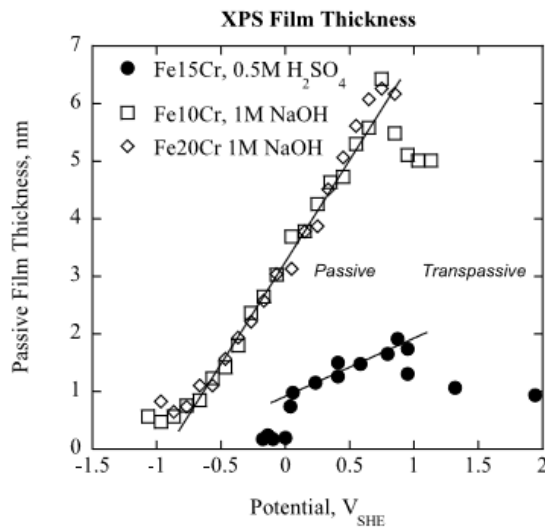 XPS Film Thickness
Passive Film Thickness, nm
7
6
5
4
3
2
1
0
Fe15Cr, 0.5M H₂SO₄
Fe10Cr, 1M NaOH
Fe20Cr 1M NaOH
Passive
Transpassive
-1.5 -1 -0.5 0 0.5 1 1.5 2
Potential, V_SHE